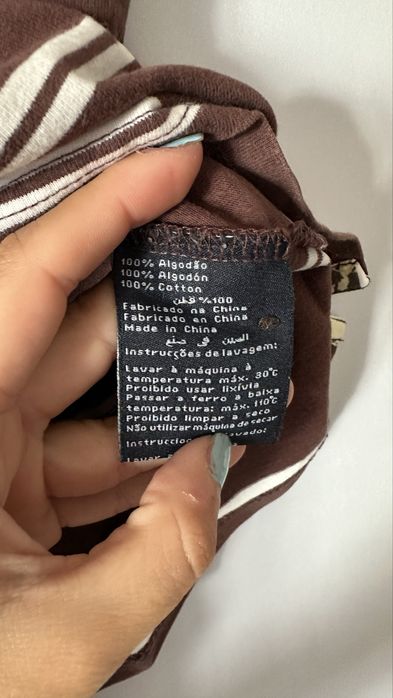 100% Algodão
100% Algodón
100% Cotton
100% قطن
Fabricado na China
Fabricado en China
Made in China
صنع في الصين
Instrucções de lavagem:
Lavar à máquina à
temperatura máx. 30°C
Proibido usar lixívia
Passar a ferro a baixa
temperatura: máx. 110°C
Proibido limpar a seco
Não utilizar máquina de secar
Lavar